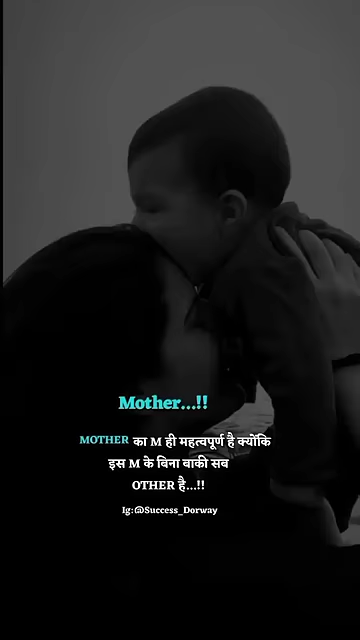 Mother...!!
MOTHER का M ही महत्वपूर्ण है क्योंकि
इस M के बिना बाकी सब
OTHER है...!!
Ig:@Success_Dorway